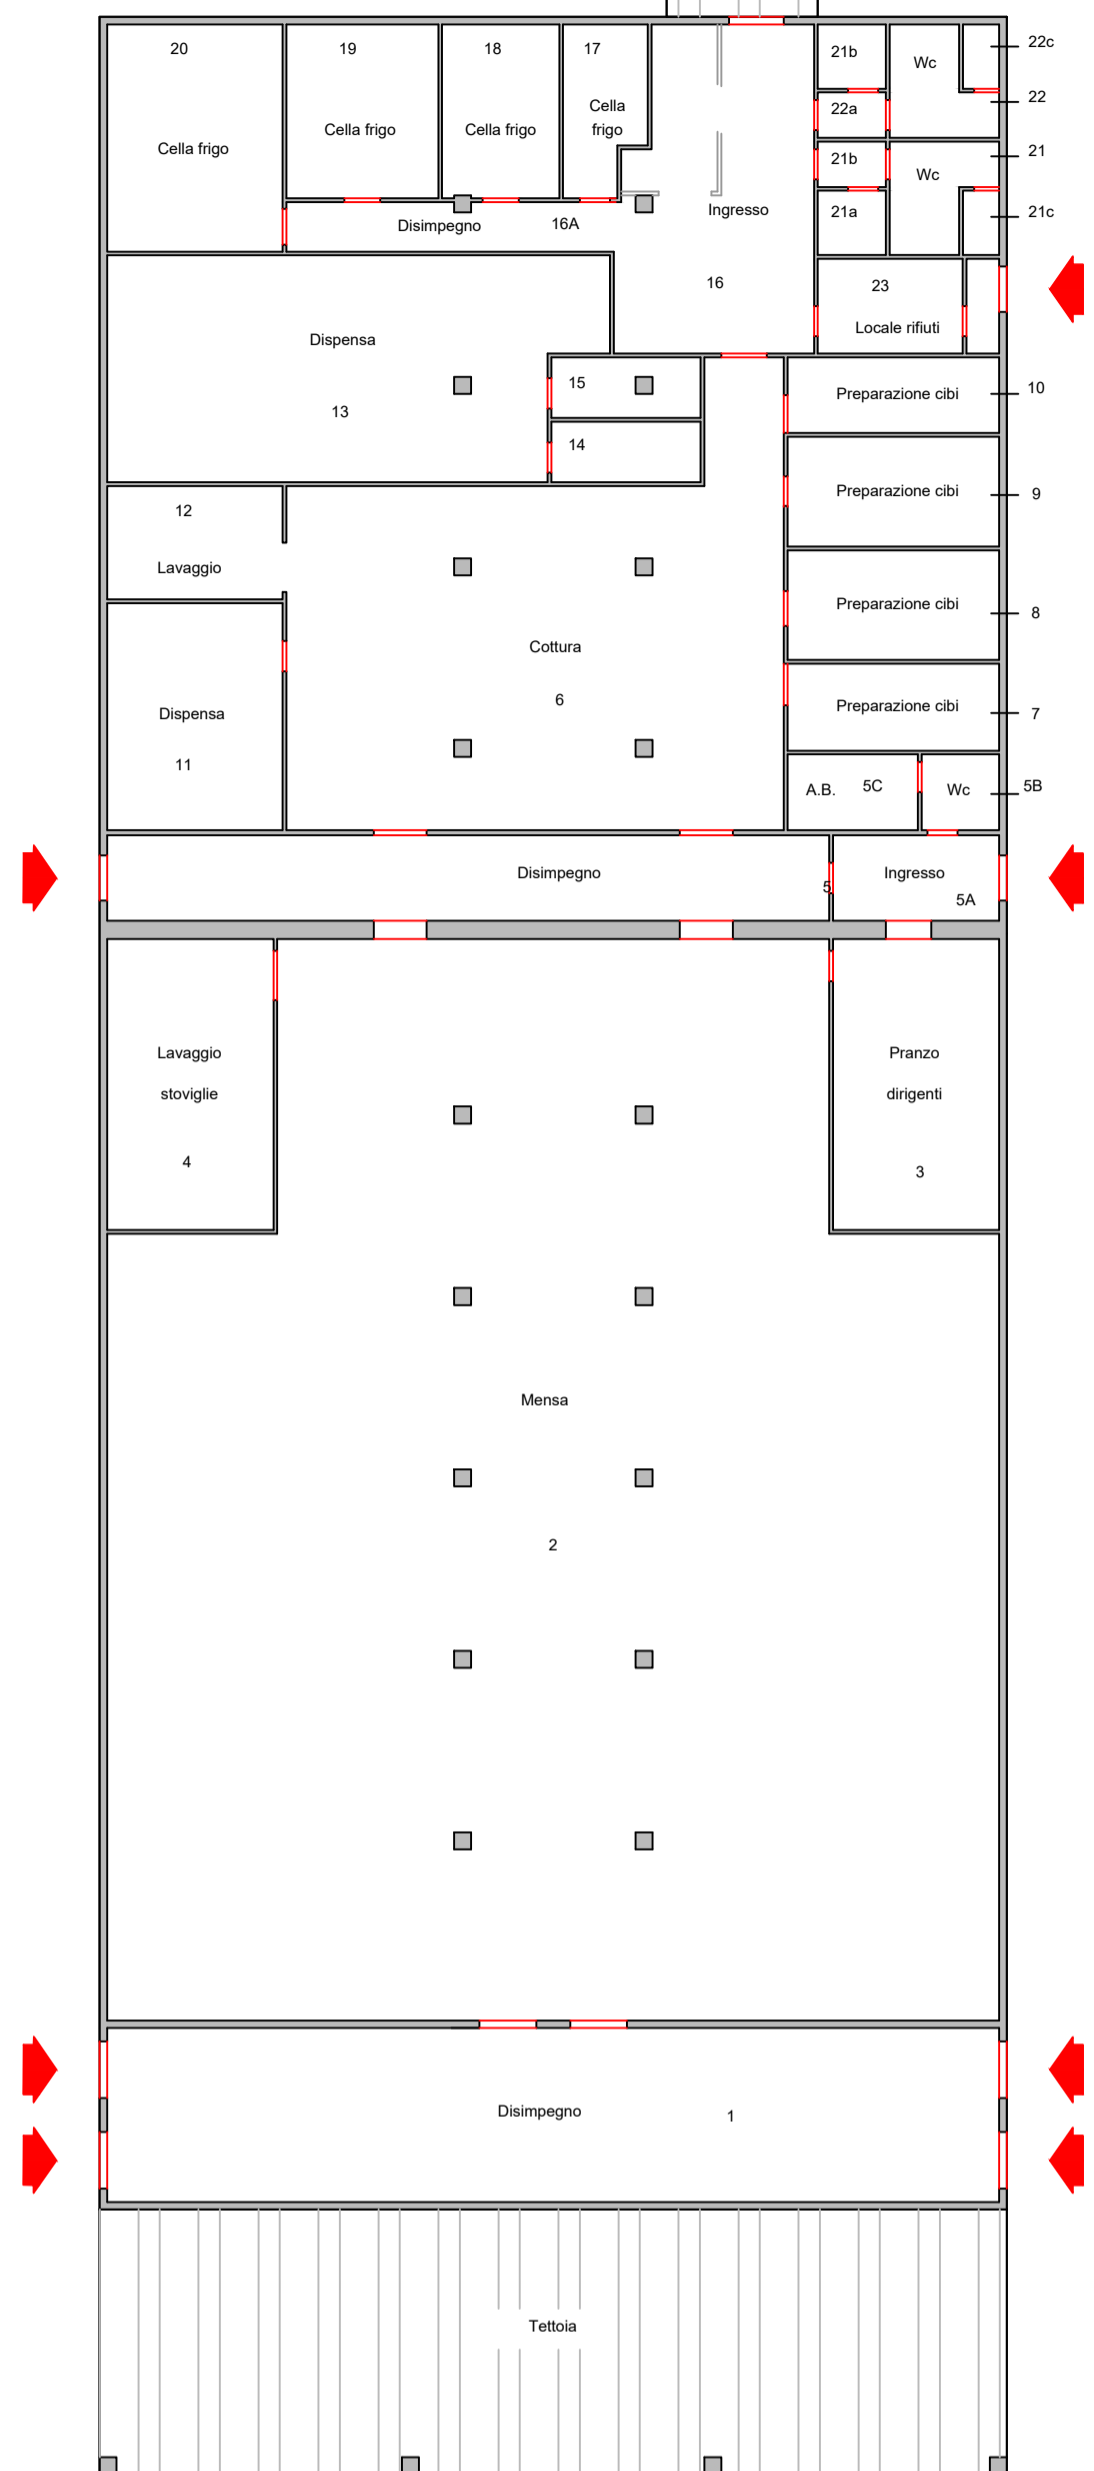 20
19
18
17
21b
Wc
22c
Cella
frigo
22a
22
Cella frigo
Cella frigo
Cella frigo
21b
Wc
21
Disimpegno
16A
Ingresso
21a
21c
16
23
Locale rifiuti
Dispensa
13
15
Preparazione cibi
10
14
12
Preparazione cibi
9
Lavaggio
Preparazione cibi
8
Cottura
6
Dispensa
11
Preparazione cibi
7
A.B.
5C
Wc
5B
Disimpegno
5
Ingresso
5A
Lavaggio
stoviglie
4
Pranzo
dirigenti
3
Mensa
2
Disimpegno
1
Tettoia